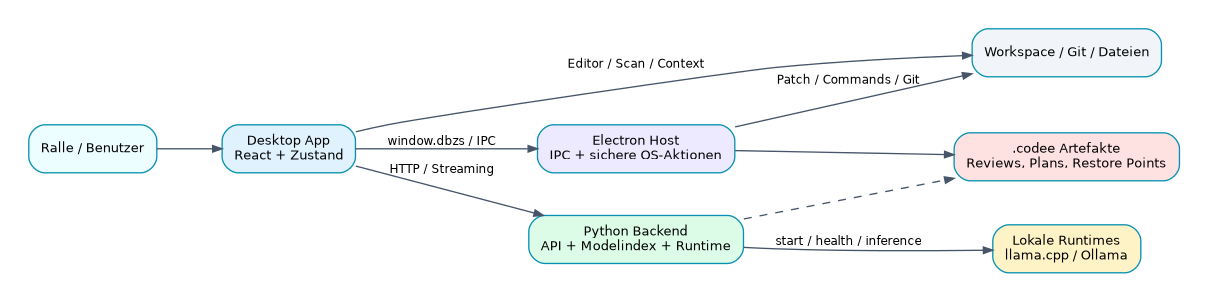 Workspace / Git / Dateien
Editor / Scan / Context
Patch / Commands / Git
Ralle / Benutzer
Desktop App
React + Zustand
window.dbzs / IPC
Electron Host
IPC + sichere OS-Aktionen
.codee Artefakte
Reviews, Plans, Restore Points
HTTP / Streaming
Python Backend
API + Modelindex + Runtime
start / health / inference
Lokale Runtimes
llama.cpp / Ollama